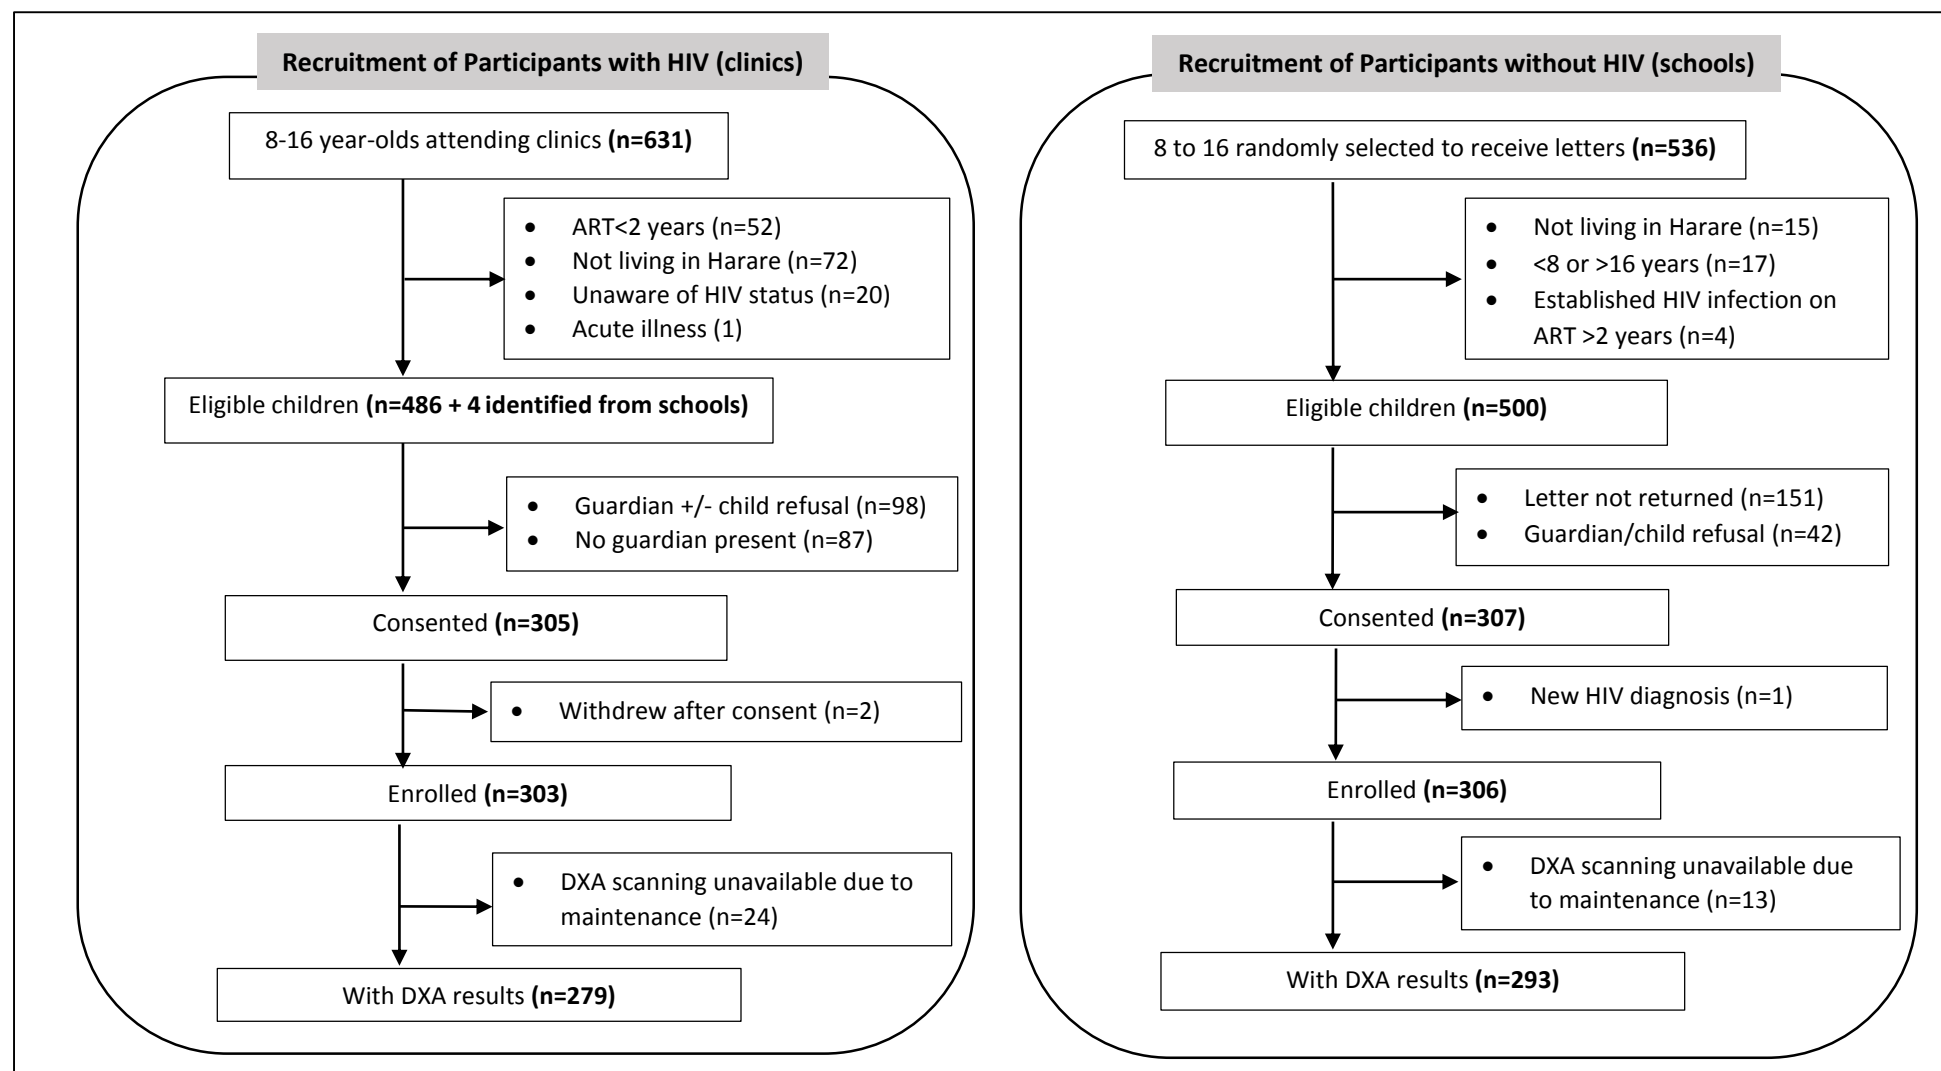 Recruitment of Participants with HIV (clinics)
8-16 year-olds attending clinics (n=631)
• ART<2 years (n=52)
• Not living in Harare (n=72)
• Unaware of HIV status (n=20)
• Acute illness (1)
Eligible children (n=486 + 4 identified from schools)
• Guardian +/- child refusal (n=98)
• No guardian present (n=87)
Consented (n=305)
• Withdrew after consent (n=2)
Enrolled (n=303)
• DXA scanning unavailable due to
maintenance (n=24)
With DXA results (n=279)
Recruitment of Participants without HIV (schools)
8 to 16 randomly selected to receive letters (n=536)
• Not living in Harare (n=15)
• <8 or >16 years (n=17)
• Established HIV infection on
ART >2 years (n=4)
Eligible children (n=500)
• Letter not returned (n=151)
• Guardian/child refusal (n=42)
Consented (n=307)
• New HIV diagnosis (n=1)
Enrolled (n=306)
• DXA scanning unavailable due
to maintenance (n=13)
With DXA results (n=293)